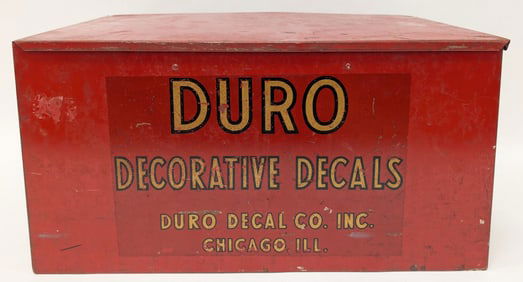 DURO
DECORATIVE DECALS
DURO DECAL CO. INC.
CHICAGO, ILL.